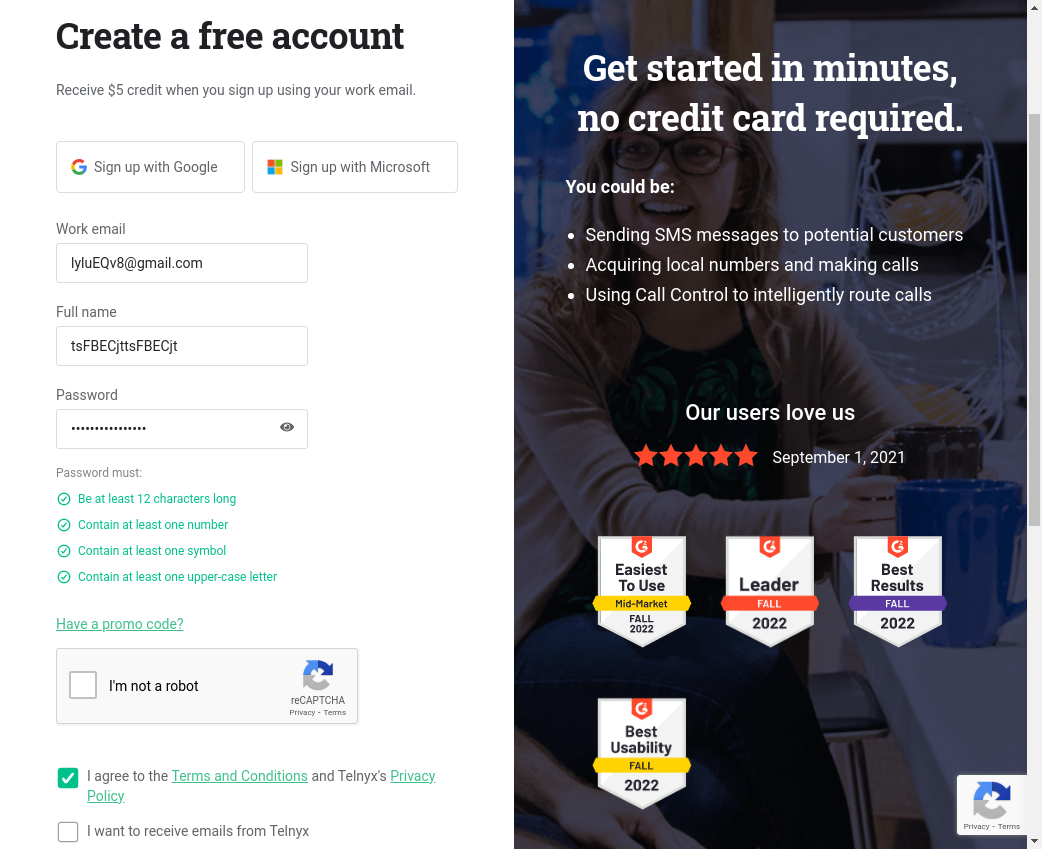 Create a free account
Receive $5 credit when you sign up using your work email.
Sign up with Google
Sign up with Microsoft
Work email
lyluEQv8@gmail.com
Full name
tsFBECjttsFBECjt
Password
••••••••••••••••
Password must:
Be at least 12 characters long
Contain at least one number
Contain at least one symbol
Contain at least one upper-case letter
Have a promo code?
I'm not a robot
reCAPTCHA
Privacy - Terms
I agree to the Terms and Conditions and Telnyx's Privacy
Policy
I want to receive emails from Telnyx
Get started in minutes,
no credit card required.
You could be:
• Sending SMS messages to potential customers
• Acquiring local numbers and making calls
• Using Call Control to intelligently route calls
Our users love us
September 1, 2021
Easiest
To Use
Mid-Market
FALL
2022
Leader
FALL
2022
Best
Results
FALL
2022
Best
Usability
FALL
2022
Privacy - Terms